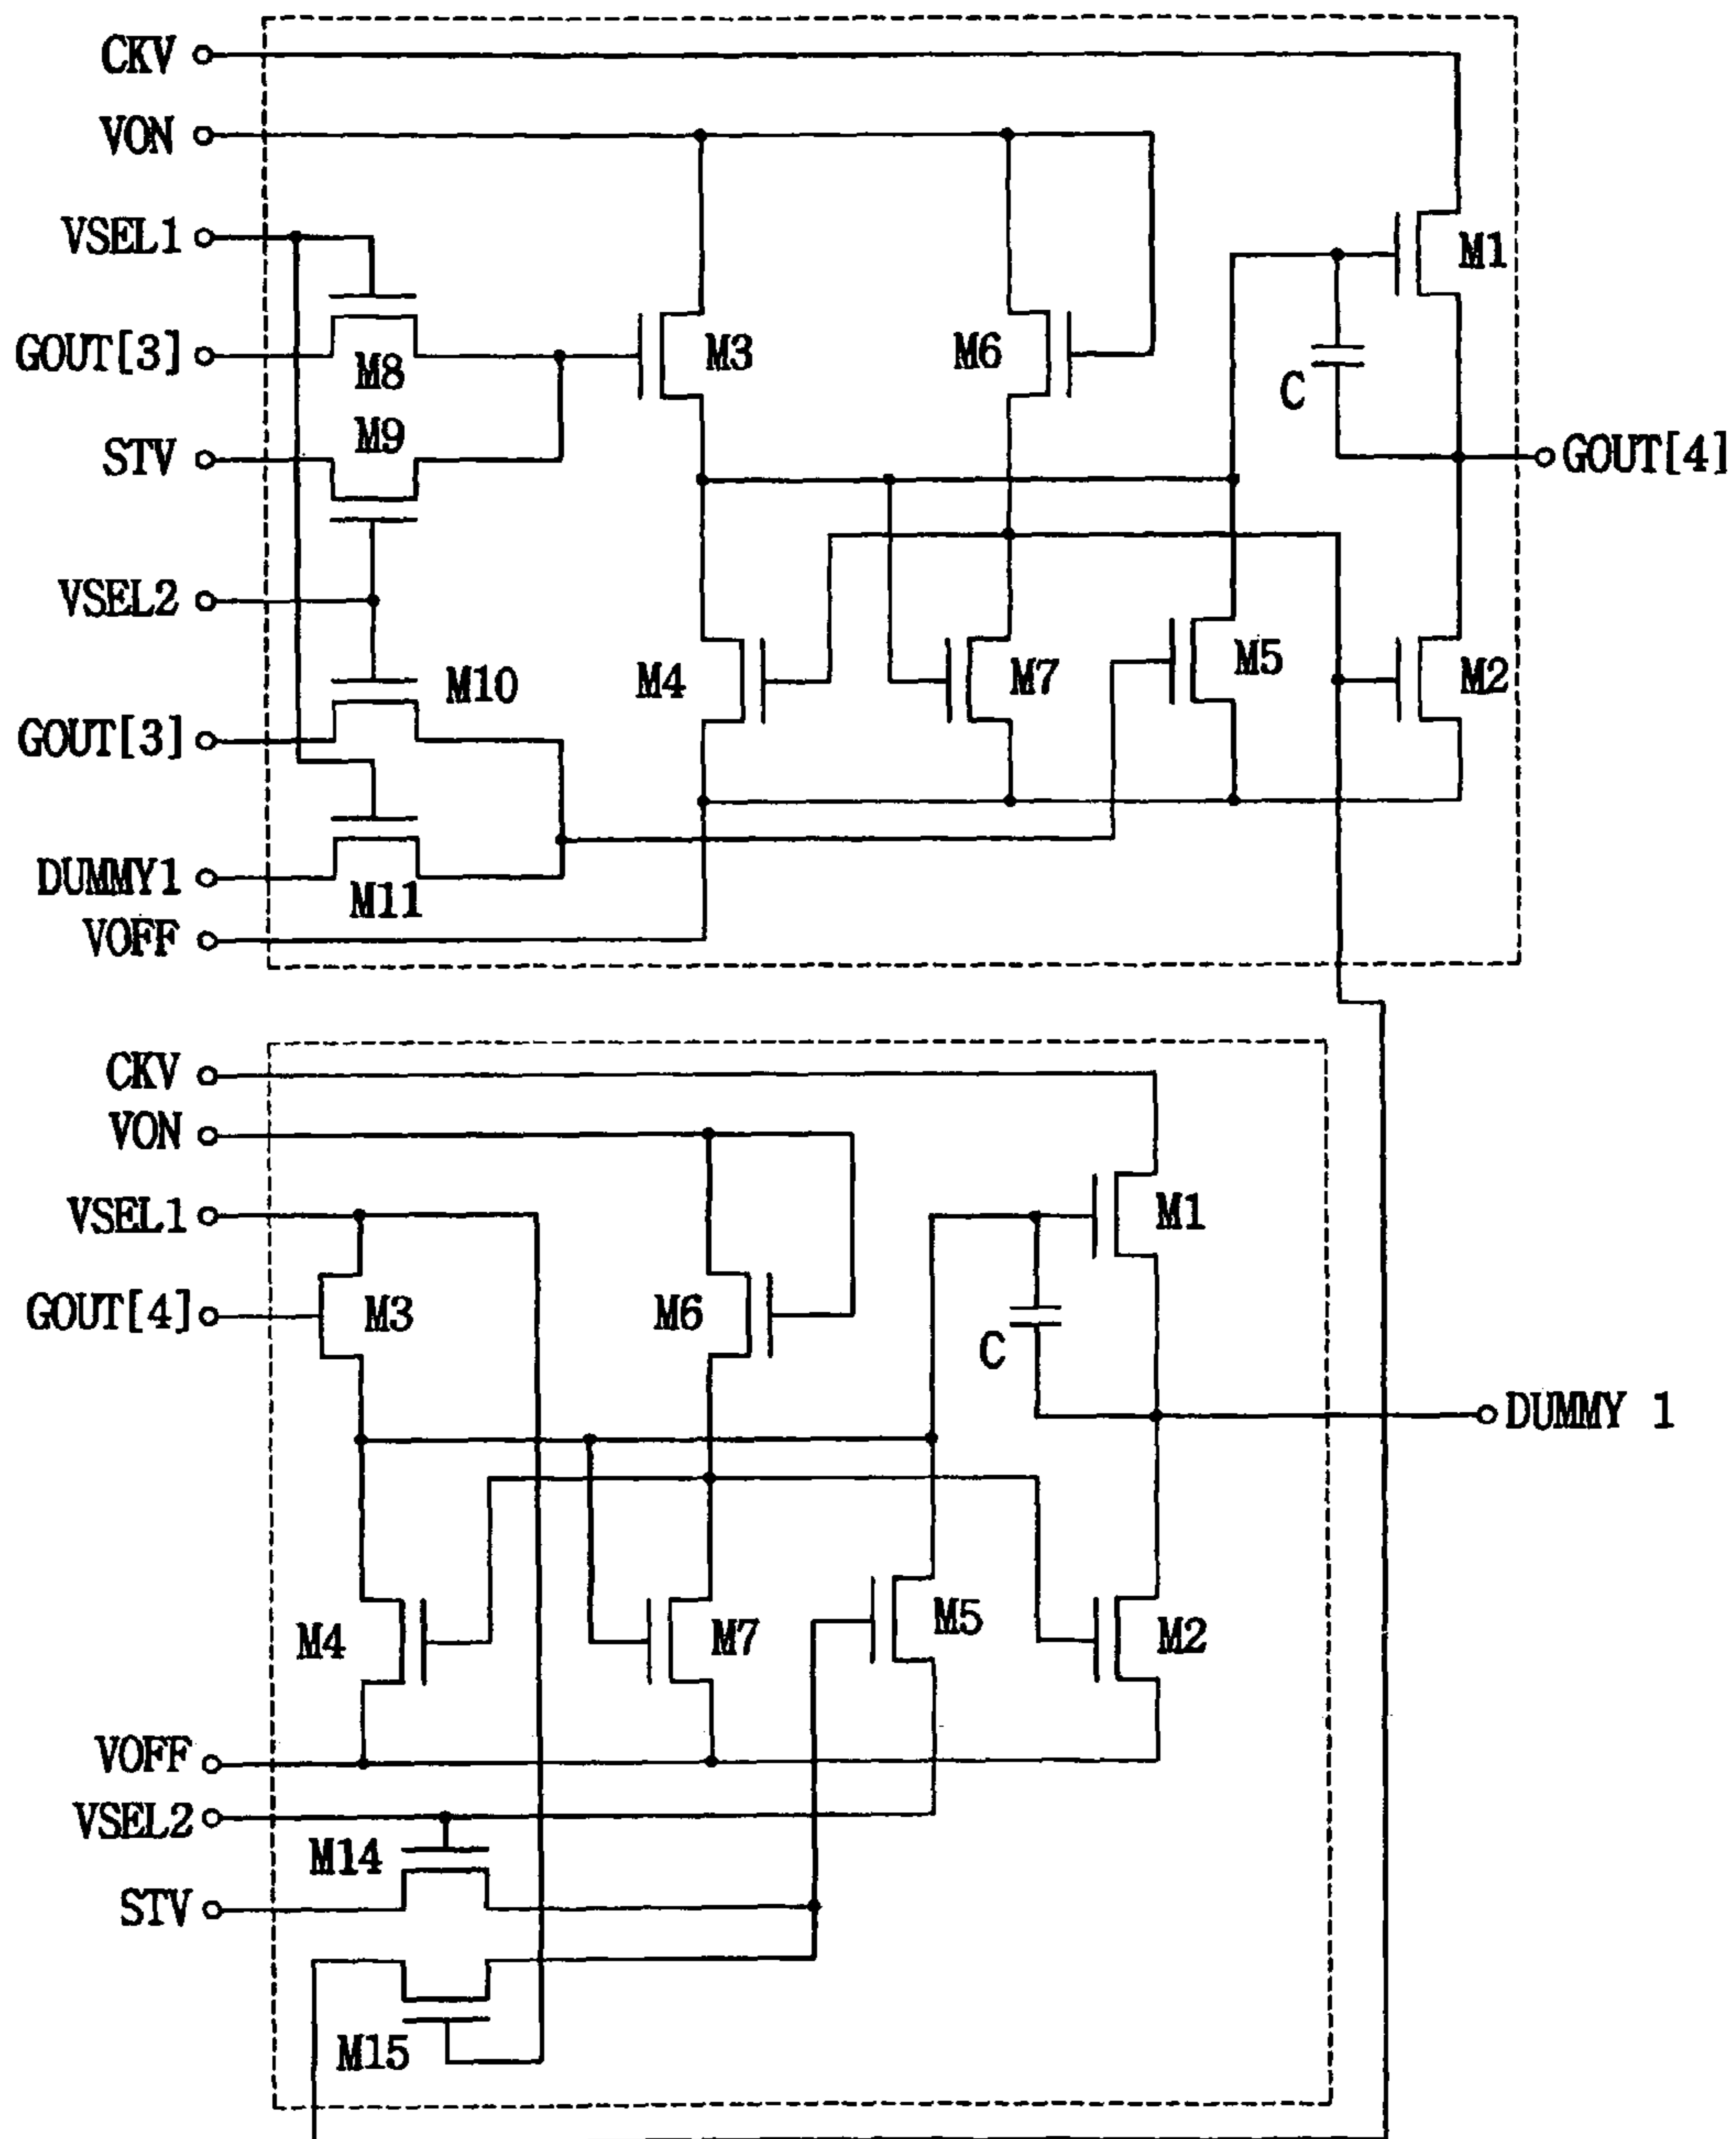 CKV
VON
VSEL1
M1
GOUT[3]
M3
M6
M8
C
M9
STV
GOUT[4]
VSEL2
M10
M4
M7
M5
M2
GOUT[3]
DUMMY1
M11
VOFF
CKV
VON
VSEL1
M1
GOUT[4]
M3
M6
C
DUMMY 1
M4
M7
M5
M2
VOFF
VSEL2
M14
STV
M15